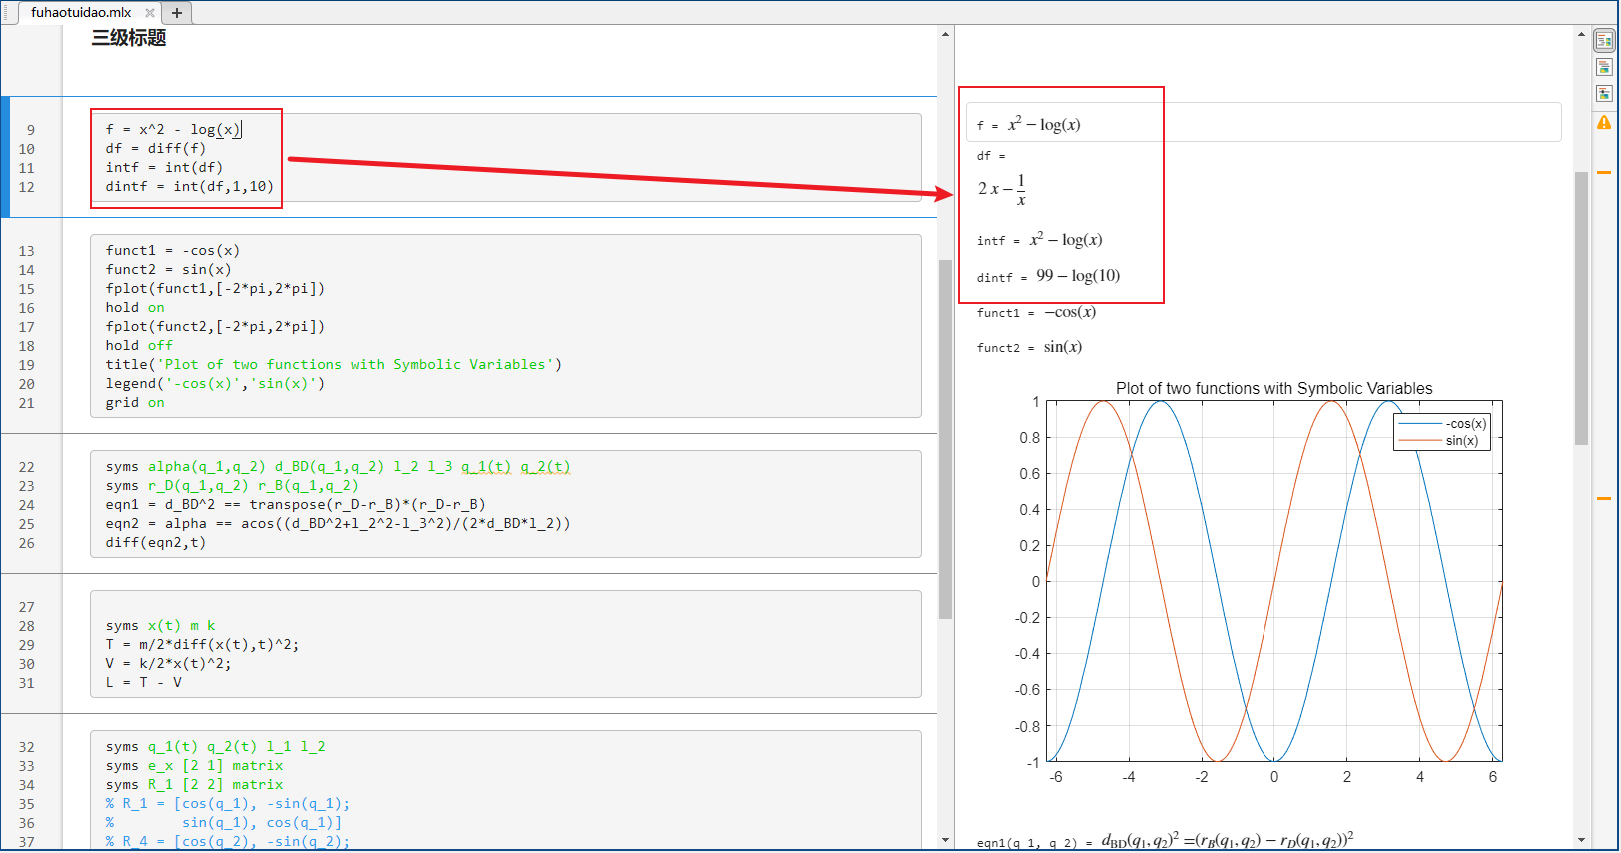 fuhaotuidao.mlx
三级标题
9 f = x^2 - log(x)
10 df = diff(f)
11 intf = int(df)
12 dintf = int(df,1,10)
13 funct1 = -cos(x)
14 funct2 = sin(x)
15 fplot(funct1,[-2*pi,2*pi])
16 hold on
17 fplot(funct2,[-2*pi,2*pi])
18 hold off
19 title('Plot of two functions with Symbolic Variables')
20 legend('-cos(x)','sin(x)')
21 grid on
22 syms alpha(q_1,q_2) d_BD(q_1,q_2) l_2 l_3 q_1(t) q_2(t)
23 syms r_D(q_1,q_2) r_B(q_1,q_2)
24 eqn1 = d_BD^2 == transpose(r_D-r_B)*(r_D-r_B)
25 eqn2 = alpha == acos((d_BD^2+l_2^2-l_3^2)/(2*d_BD*l_2))
26 diff(eqn2,t)
27
28 syms x(t) m k
29 T = m/2*diff(x(t),t)^2;
30 V = k/2*x(t)^2;
31 L = T - V
32 syms q_1(t) q_2(t) l_1 l_2
33 syms e_x [2 1] matrix
34 syms R_1 [2 2] matrix
35 % R_1 = [cos(q_1), -sin(q_1);
36 %        sin(q_1), cos(q_1)]
37 % R_4 = [cos(q_2), -sin(q_2);
f = x² − log(x)
df =
2 x − 1/x
intf = x² − log(x)
dintf = 99 − log(10)
funct1 = −cos(x)
funct2 = sin(x)
Plot of two functions with Symbolic Variables
-cos(x)
sin(x)
1
0.8
0.6
0.4
0.2
0
-0.2
-0.4
-0.6
-0.8
-1
-6 -4 -2 0 2 4 6
eqn1(q_1, q_2) = d_BD(q₁,q₂)² =(r_B(q₁,q₂) − r_D(q₁,q₂))²